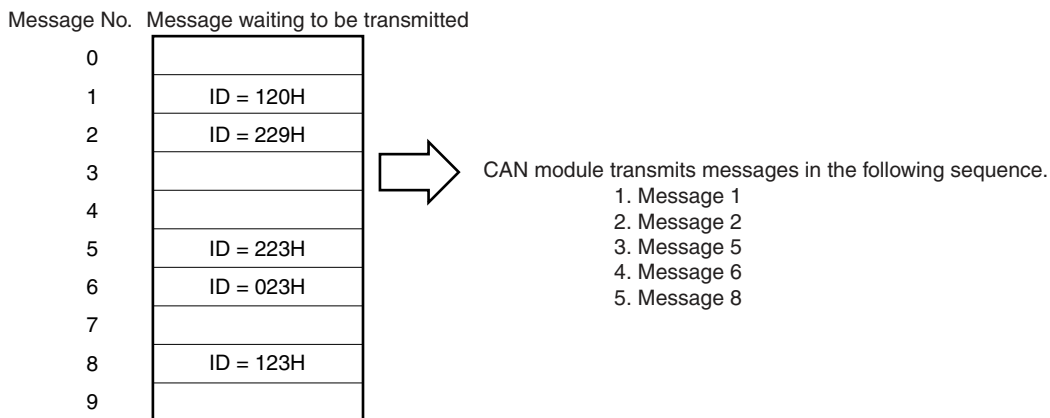 Message No. Message waiting to be transmitted
0
1 ID = 120H
2 ID = 229H
3
4
5 ID = 223H
6 ID = 023H
7
8 ID = 123H
9
CAN module transmits messages in the following sequence.
1. Message 1
2. Message 2
3. Message 5
4. Message 6
5. Message 8